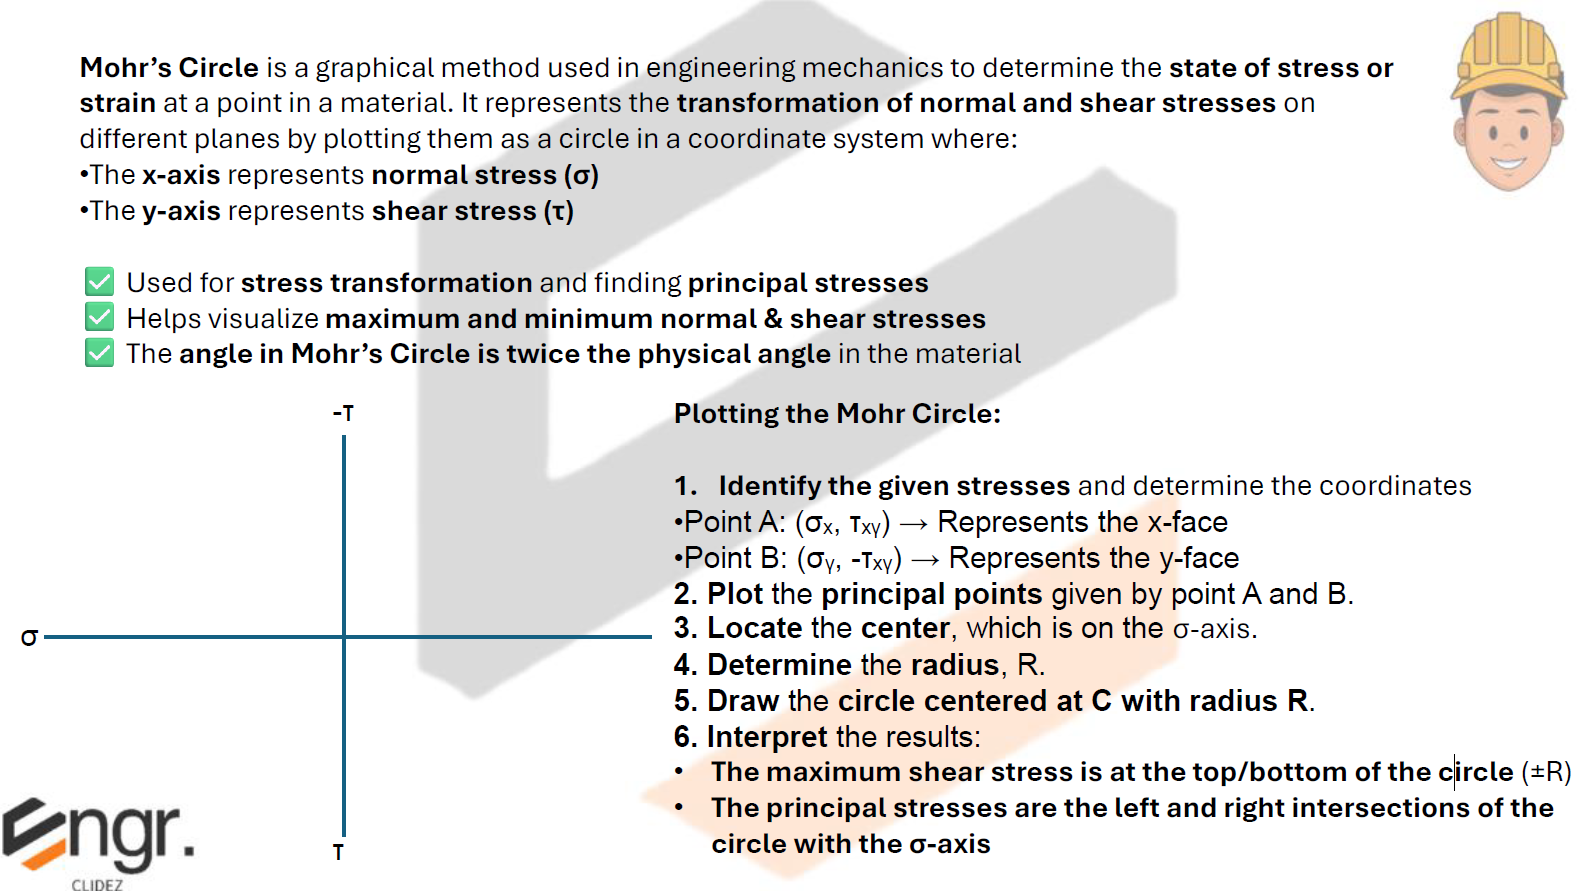 Mohr’s Circle is a graphical method used in engineering mechanics to determine the state of stress or
strain at a point in a material. It represents the transformation of normal and shear stresses on
different planes by plotting them as a circle in a coordinate system where:
•The x-axis represents normal stress (σ)
•The y-axis represents shear stress (τ)
✅ Used for stress transformation and finding principal stresses
✅ Helps visualize maximum and minimum normal & shear stresses
✅ The angle in Mohr’s Circle is twice the physical angle in the material
-τ
σ
τ
Plotting the Mohr Circle:
1. Identify the given stresses and determine the coordinates
•Point A: (σₓ, τₓᵧ) → Represents the x-face
•Point B: (σᵧ, -τₓᵧ) → Represents the y-face
2. Plot the principal points given by point A and B.
3. Locate the center, which is on the σ-axis.
4. Determine the radius, R.
5. Draw the circle centered at C with radius R.
6. Interpret the results:
• The maximum shear stress is at the top/bottom of the circle (±R)
• The principal stresses are the left and right intersections of the
circle with the σ-axis
Engr.
CLIDEZ